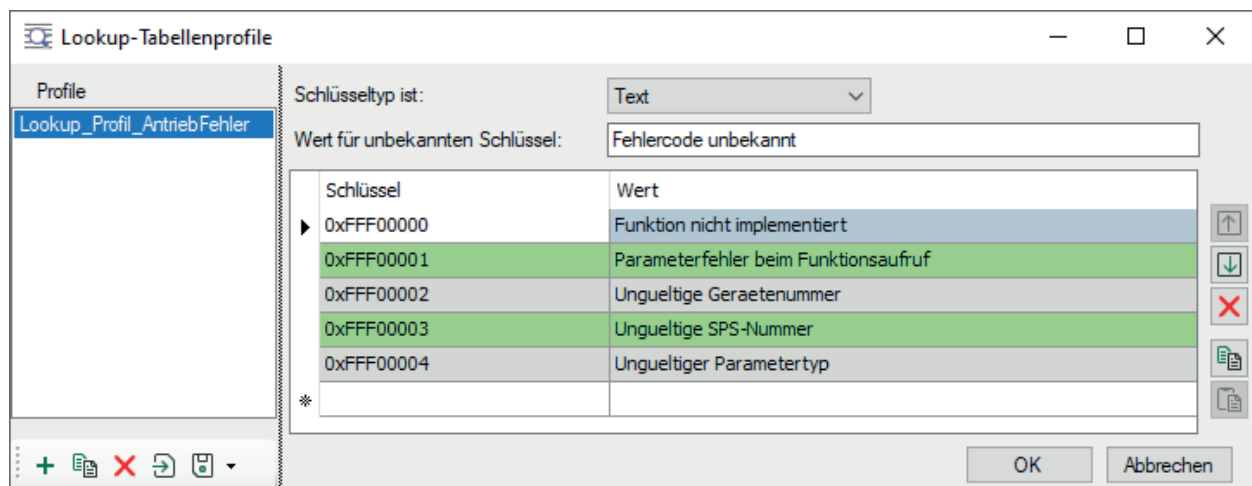 Lookup-Tabellenprofile
Profile
Lookup_Profil_AntriebFehler
Schlüsseltyp ist: Text
Wert für unbekannten Schlüssel: Fehlercode unbekannt
Schlüssel Wert
0xFFF00000 Funktion nicht implementiert
0xFFF00001 Parameterfehler beim Funktionsaufruf
0xFFF00002 Ungueltige Geraetenummer
0xFFF00003 Ungueltige SPS-Nummer
0xFFF00004 Ungueltiger Parametertyp
OK Abbrechen